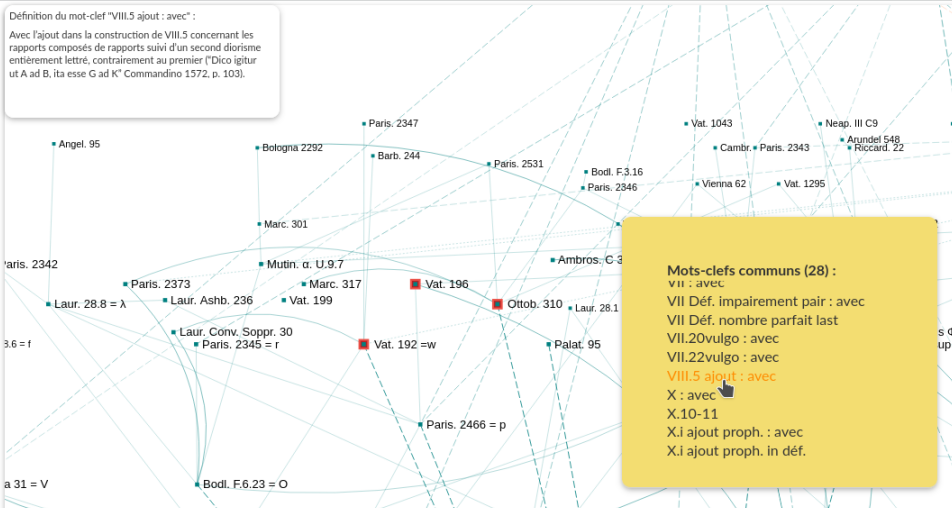 Définition du mot-clef "VIII.5 ajout : avec" :
Avec l'ajout dans la construction de VIII.5 concernant les
rapports composés de rapports suivi d'un second diorisme
entièrement lettré, contrairement au premier ("Dico igitur
ut A ad B, ita esse G ad K" Commandino 1572, p. 103).
Paris. 2347
Vat. 1043
Neap. III C9
Angel. 95
Bologna 2292
Barb. 244
Paris. 2531
Cambr.
Paris. 2343
Arundel 548
Riccard. 22
Bodl. F.3.16
Paris. 2346
Vienna 62
Vat. 1295
Marc. 301
Paris. 2342
Mutin. α. U.9.7
Ambros. C 3
Paris. 2373
Marc. 317
Vat. 196
Laur. 28.8 = λ
Laur. Ashb. 236
Vat. 199
Ottob. 310
Laur. 28.1
Laur. Conv. Soppr. 30
8.6 = f
Paris. 2345 = r
Vat. 192 =w
Palat. 95
Paris. 2466 = p
a 31 = V
Bodl. F.6.23 = O
Mots-clefs communs (28) :
VII : avec
VII Déf. impairement pair : avec
VII Déf. nombre parfait last
VII.20vulgo : avec
VII.22vulgo : avec
VIII.5 ajout : avec
X : avec
X.10-11
X.i ajout proph. : avec
X.i ajout proph. in déf.